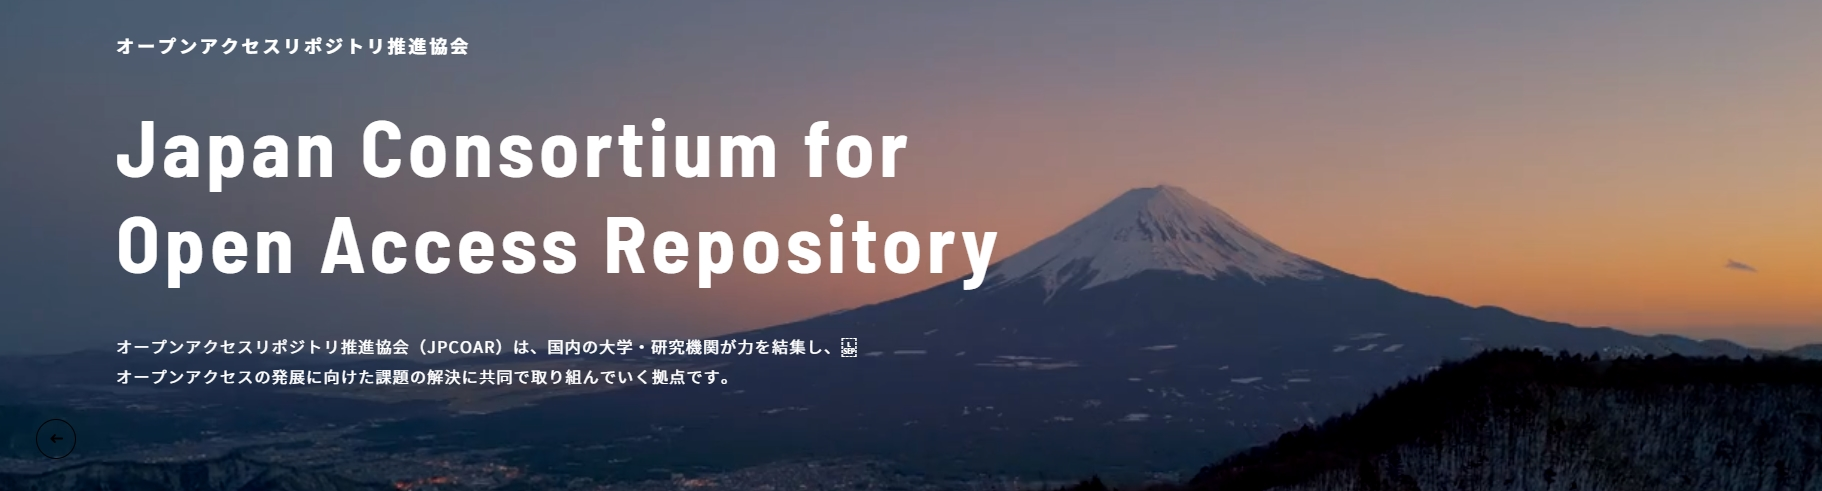 オープンアクセスリポジトリ推進協会
Japan Consortium for
Open Access Repository
オープンアクセスリポジトリ推進協会（JPCOAR）は、国内の大学・研究機関が力を結集し、
オープンアクセスの発展に向けた課題の解決に共同で取り組んでいく拠点です。